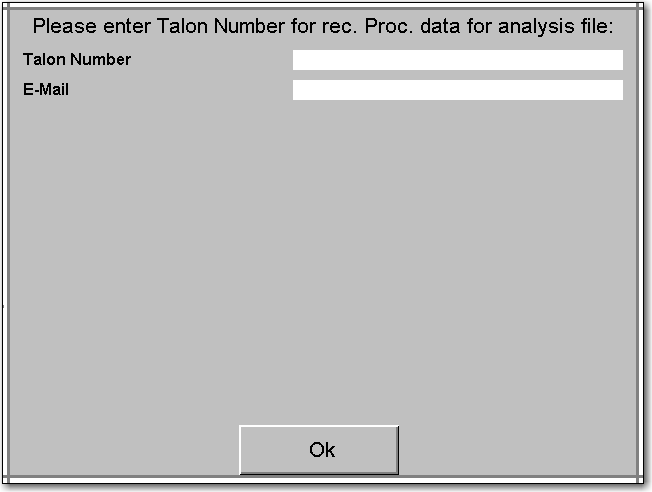 Please enter Talon Number for rec. Proc. data for analysis file:
Talon Number
E-Mail
Ok